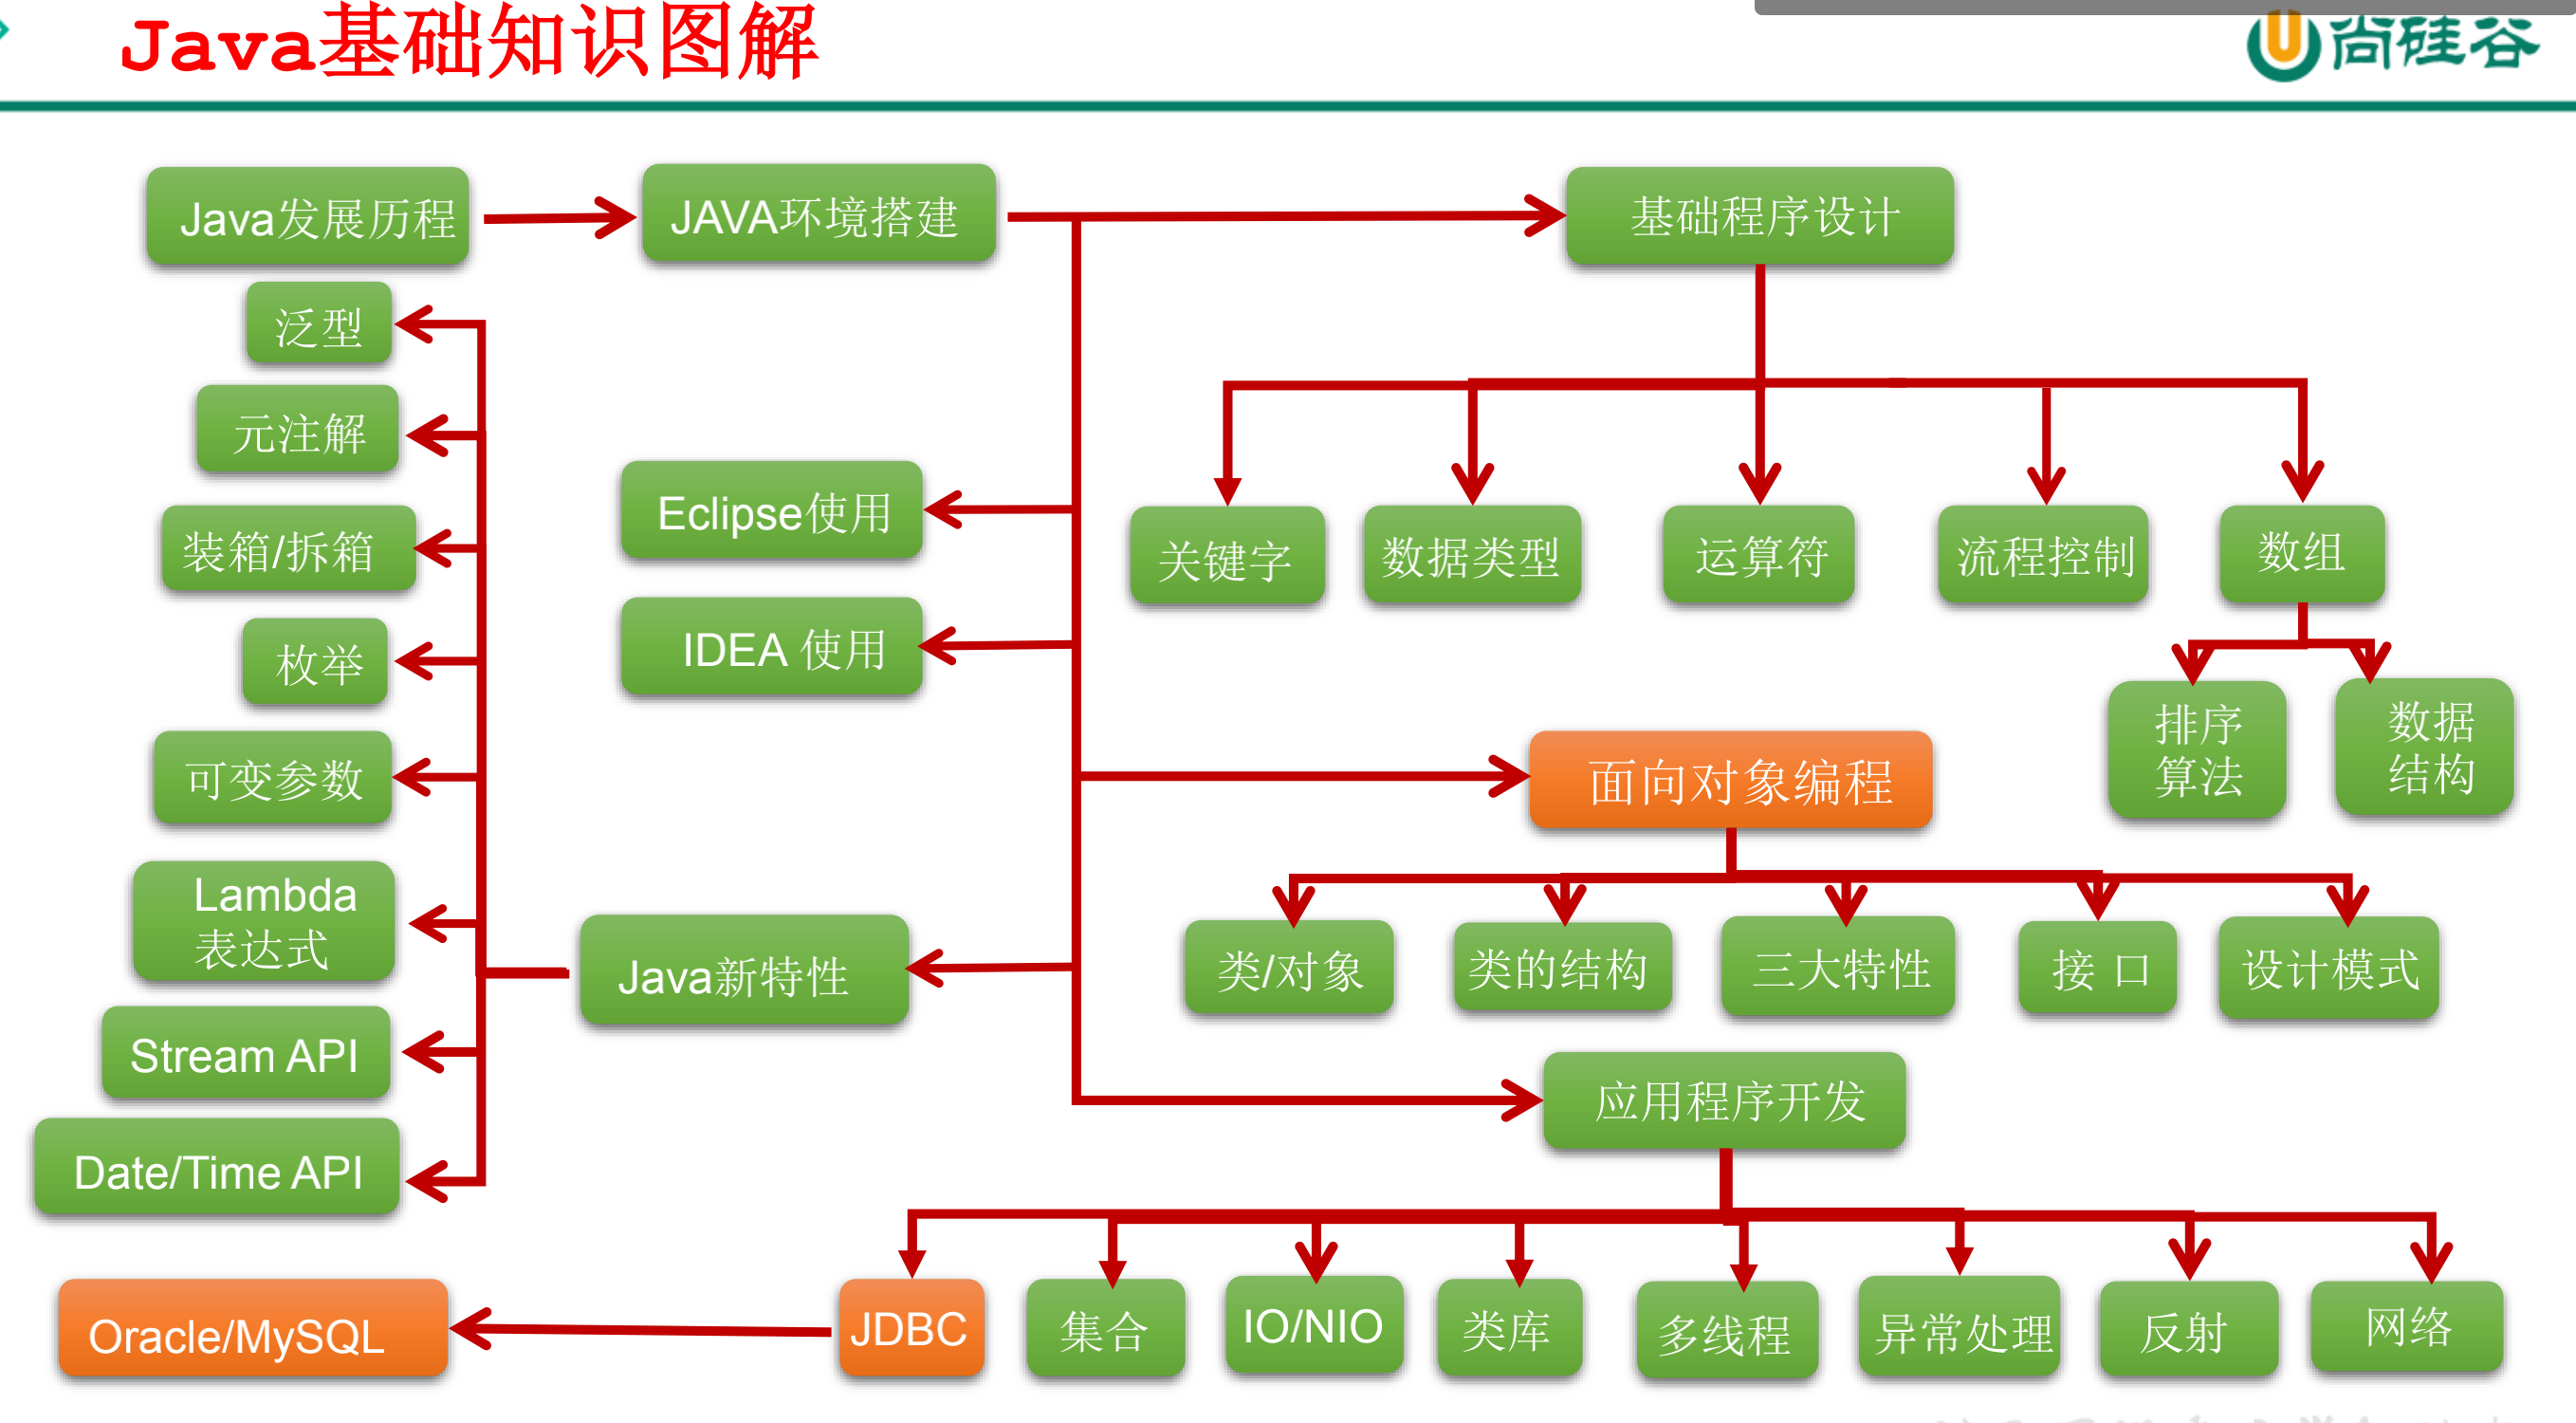 Java基础知识图解
尚硅谷
Java发展历程
JAVA环境搭建
基础程序设计
泛型
元注解
装箱/拆箱
枚举
可变参数
Lambda
表达式
Stream API
Date/Time API
Eclipse使用
IDEA 使用
Java新特性
关键字
数据类型
运算符
流程控制
数组
排序
算法
数据
结构
面向对象编程
类/对象
类的结构
三大特性
接 口
设计模式
应用程序开发
Oracle/MySQL
JDBC
集合
IO/NIO
类库
多线程
异常处理
反射
网络